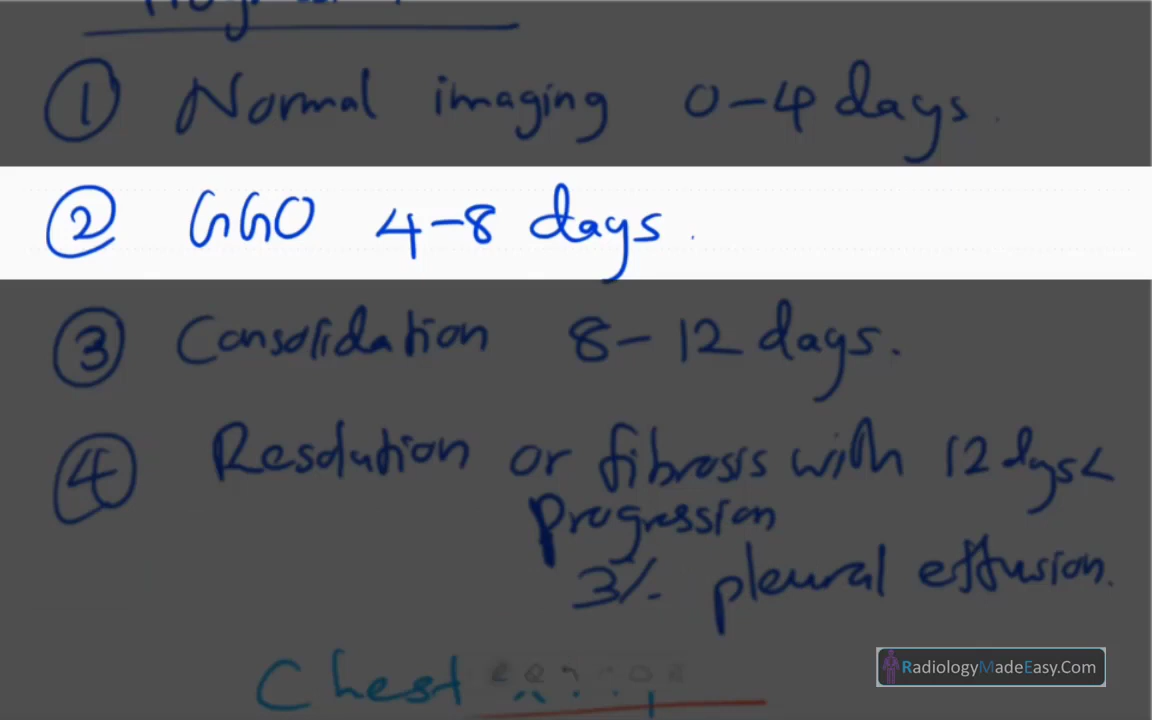 ① Normal imaging 0-4 days.
② GGO 4-8 days.
③ Consolidation 8-12 days.
④ Resolution or fibrosis with 12 dys<
progression
3% pleural effusion.
Chest
RadiologyMadeEasy.Com